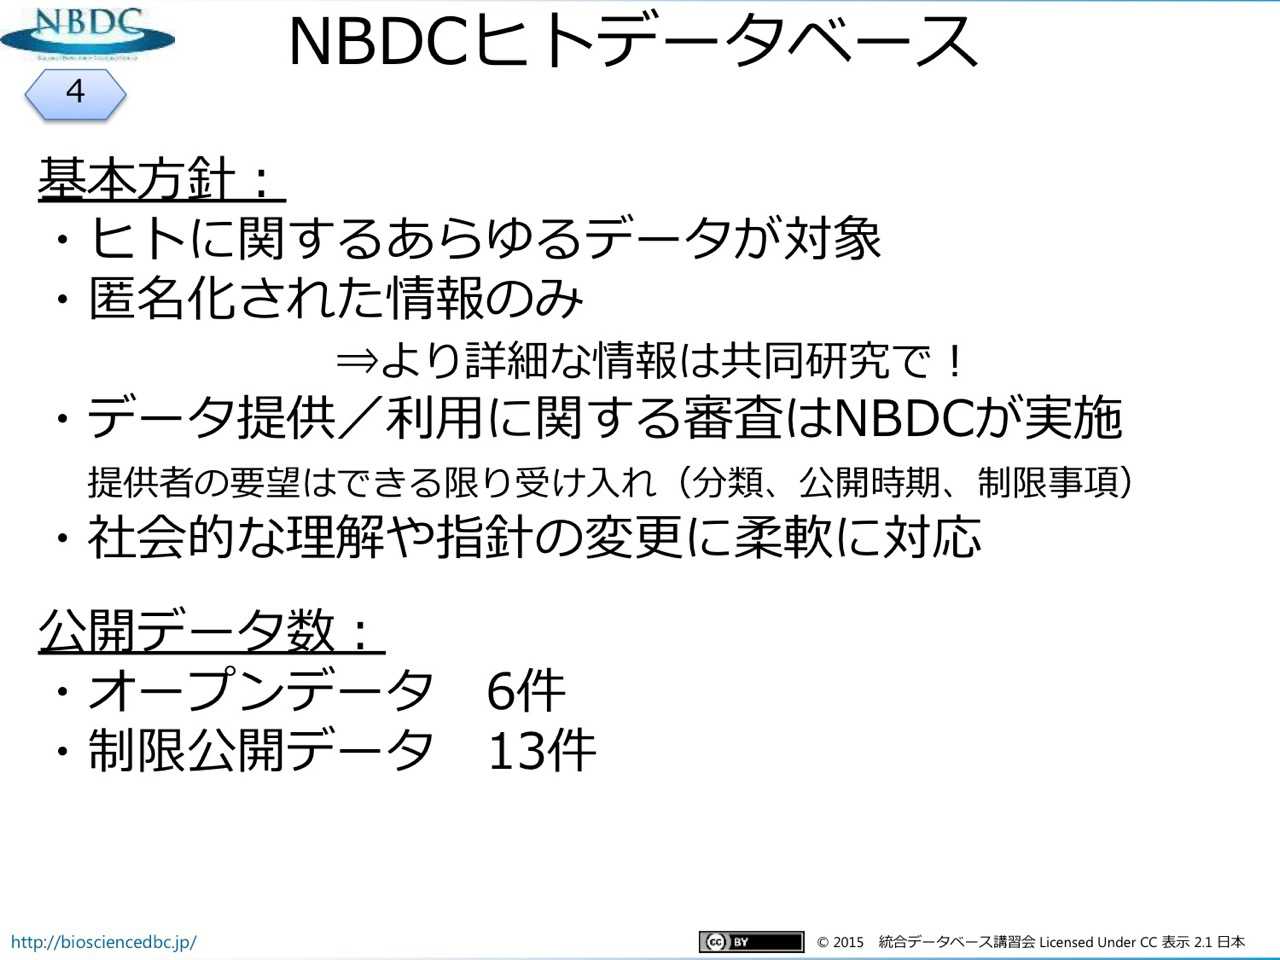 NBDC
NBDCヒトデータベース
4
基本方針：
・ヒトに関するあらゆるデータが対象
・匿名化された情報のみ
⇒より詳細な情報は共同研究で！
・データ提供／利用に関する審査はNBDCが実施
提供者の要望はできる限り受け入れ（分類、公開時期、制限事項）
・社会的な理解や指針の変更に柔軟に対応
公開データ数：
・オープンデータ　6件
・制限公開データ　13件
http://biosciencedbc.jp/
cc BY
© 2015　統合データベース講習会 Licensed Under CC 表示 2.1 日本